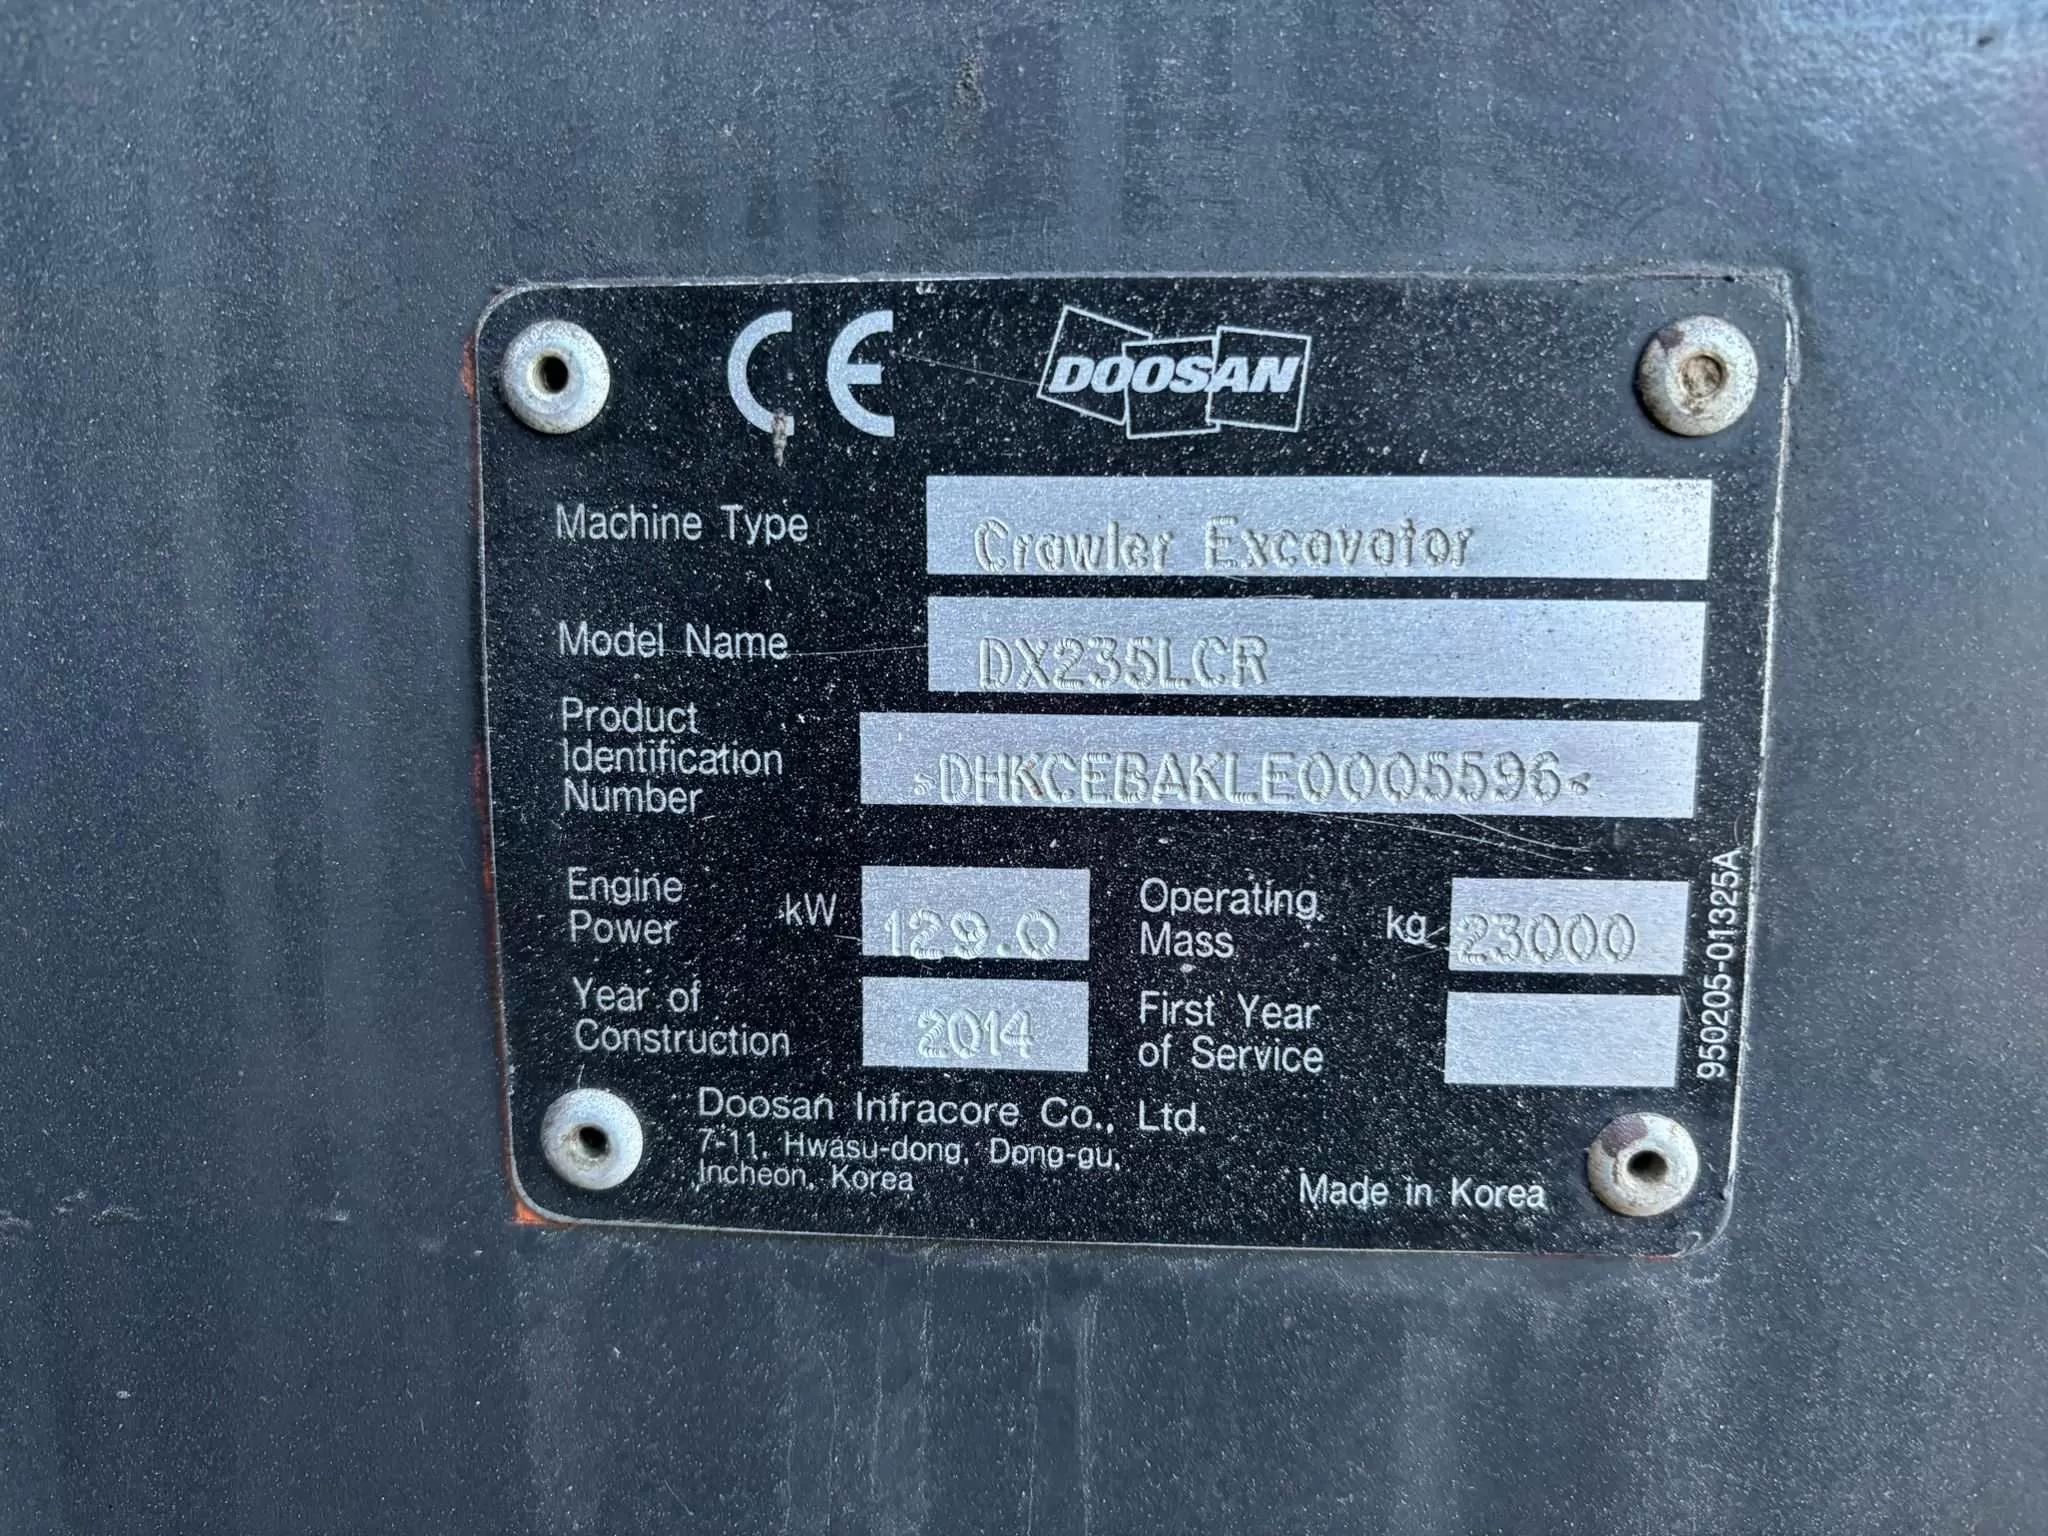 CE DOOSAN
Machine Type Crawler Excavator
Model Name DX235LCR
Product
Identification
Number *DHKCEBAKLE0005596*
Engine
Power kW 129.0
Operating
Mass kg 23000
Year of
Construction 2014
First Year
of Service
Doosan Infracore Co., Ltd.
7-11, Hwasu-dong, Dong-gu,
Incheon, Korea
Made in Korea
950205-01325A